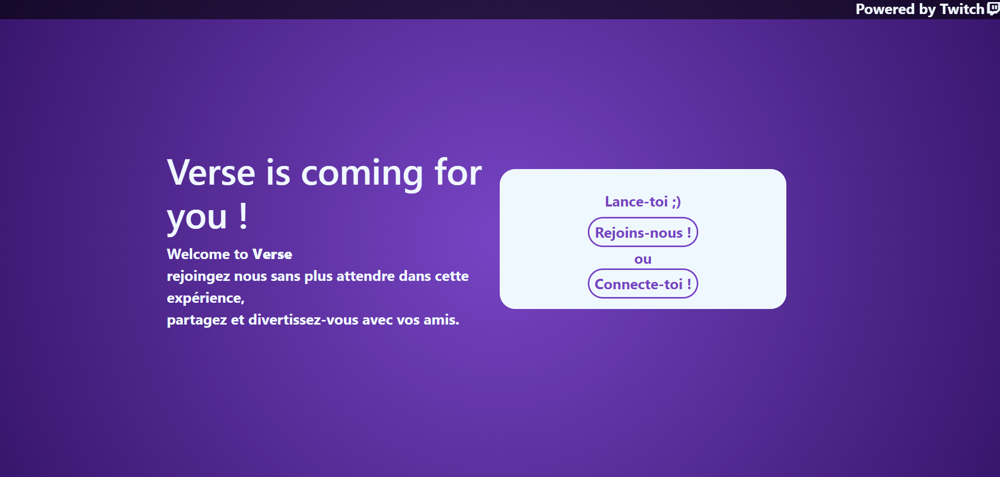 Powered by Twitch
Verse is coming for
you !
Welcome to Verse
rejoingez nous sans plus attendre dans cette
expérience,
partagez et divertissez-vous avec vos amis.
Lance-toi ;)
Rejoins-nous !
ou
Connecte-toi !